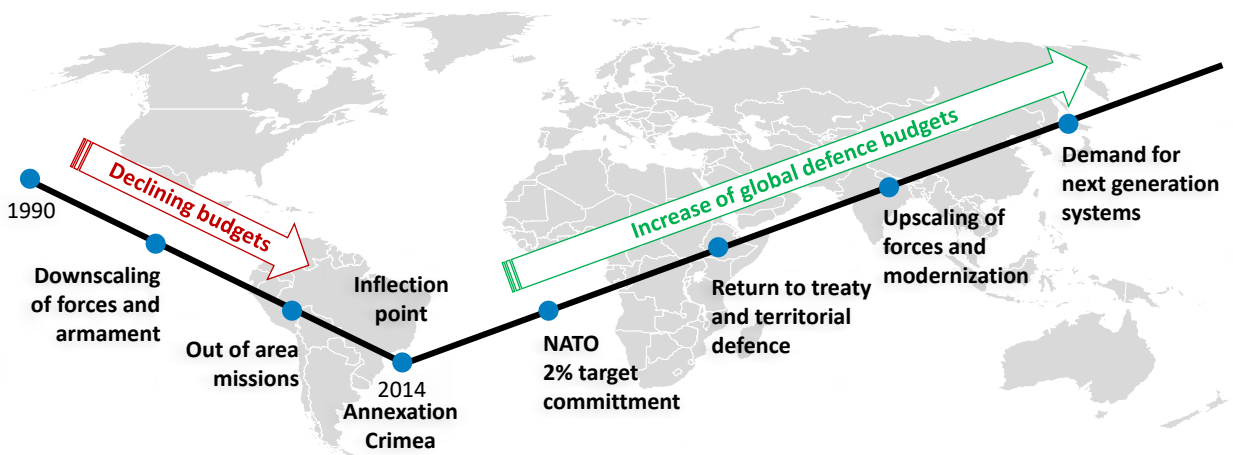 Declining budgets
1990
Downscaling
of forces and
armament
Out of area
missions
Inflection
point
2014
Annexation
Crimea
Increase of global defence budgets
NATO
2% target
committment
Return to treaty
and territorial
defence
Upscaling of
forces and
modernization
Demand for
next generation
systems